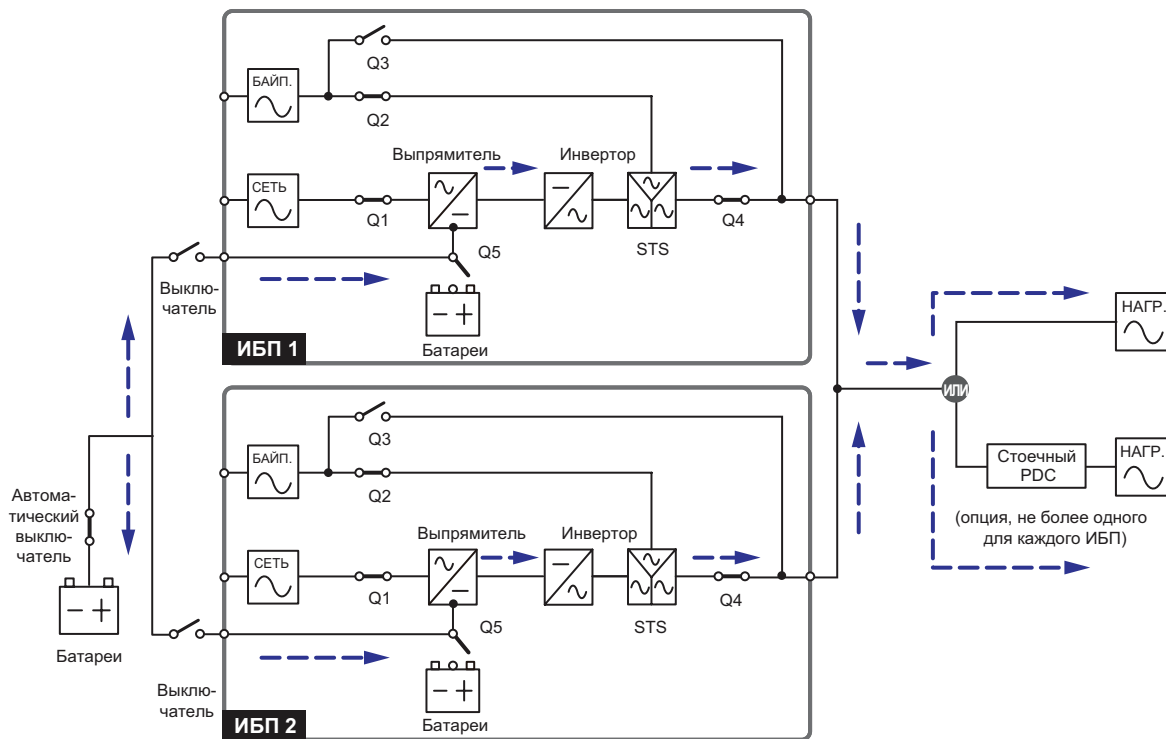 Q3
БАЙП.
Q2
Выпрямитель
Инвертор
СЕТЬ
Q1
Q4
Q5
STS
Выклю-
чатель
Батареи
ИБП 1
НАГР.
ИЛИ
Q3
БАЙП.
Q2
Стоечный
PDC
НАГР.
(опция, не более одного
для каждого ИБП)
Автома-
тический
выклю-
чатель
Выпрямитель
Инвертор
СЕТЬ
Q1
Q4
Q5
STS
Батареи
Выклю-
чатель
Батареи
ИБП 2